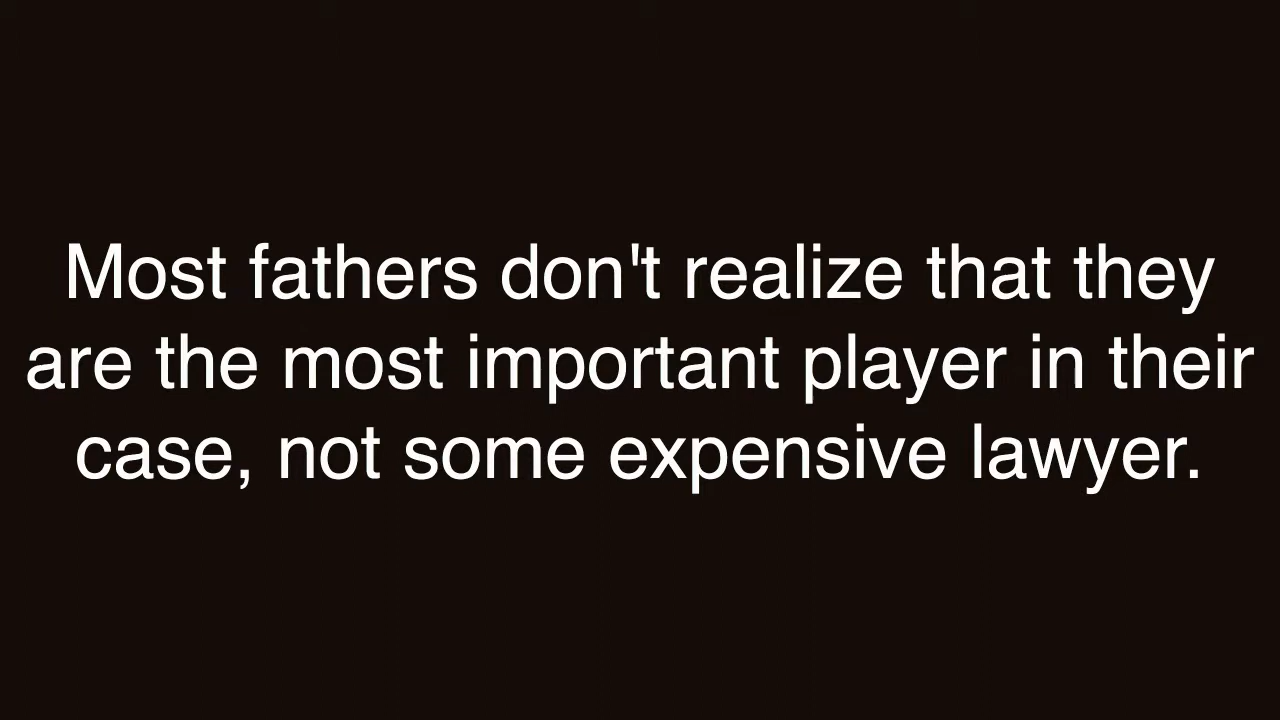 Most fathers don't realize that they
are the most important player in their
case, not some expensive lawyer.